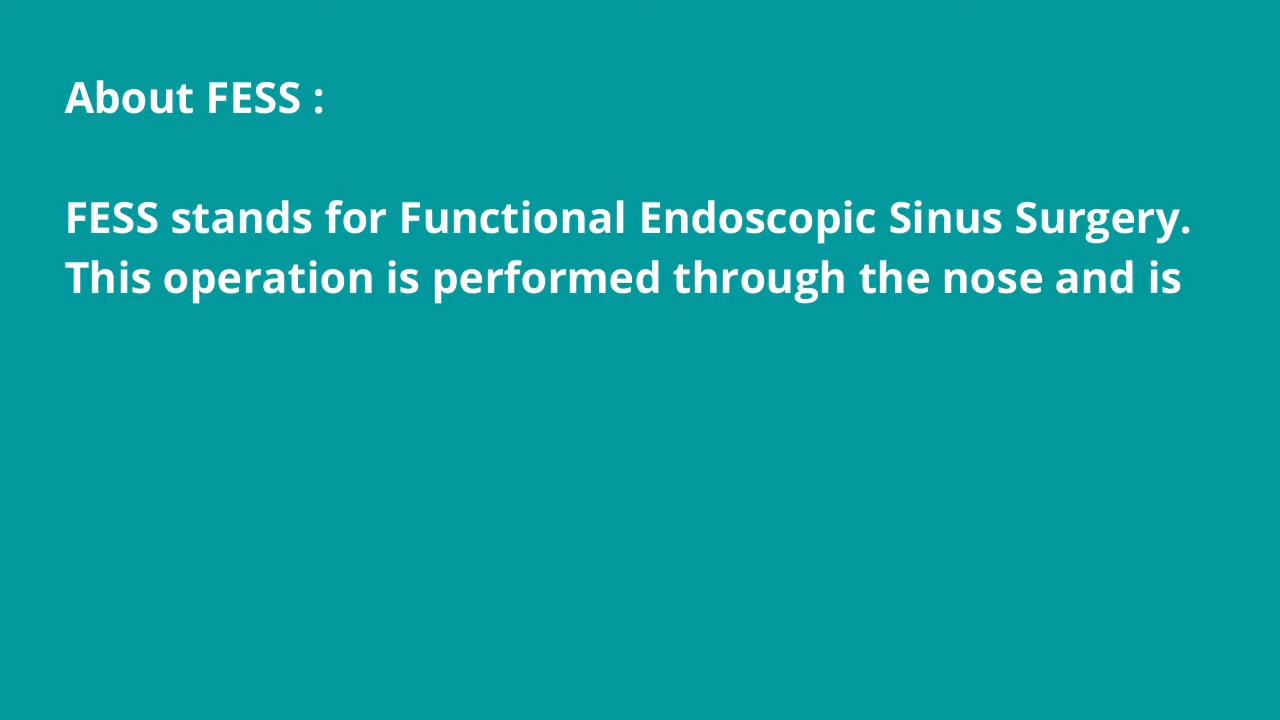 About FESS :
FESS stands for Functional Endoscopic Sinus Surgery.
This operation is performed through the nose and is